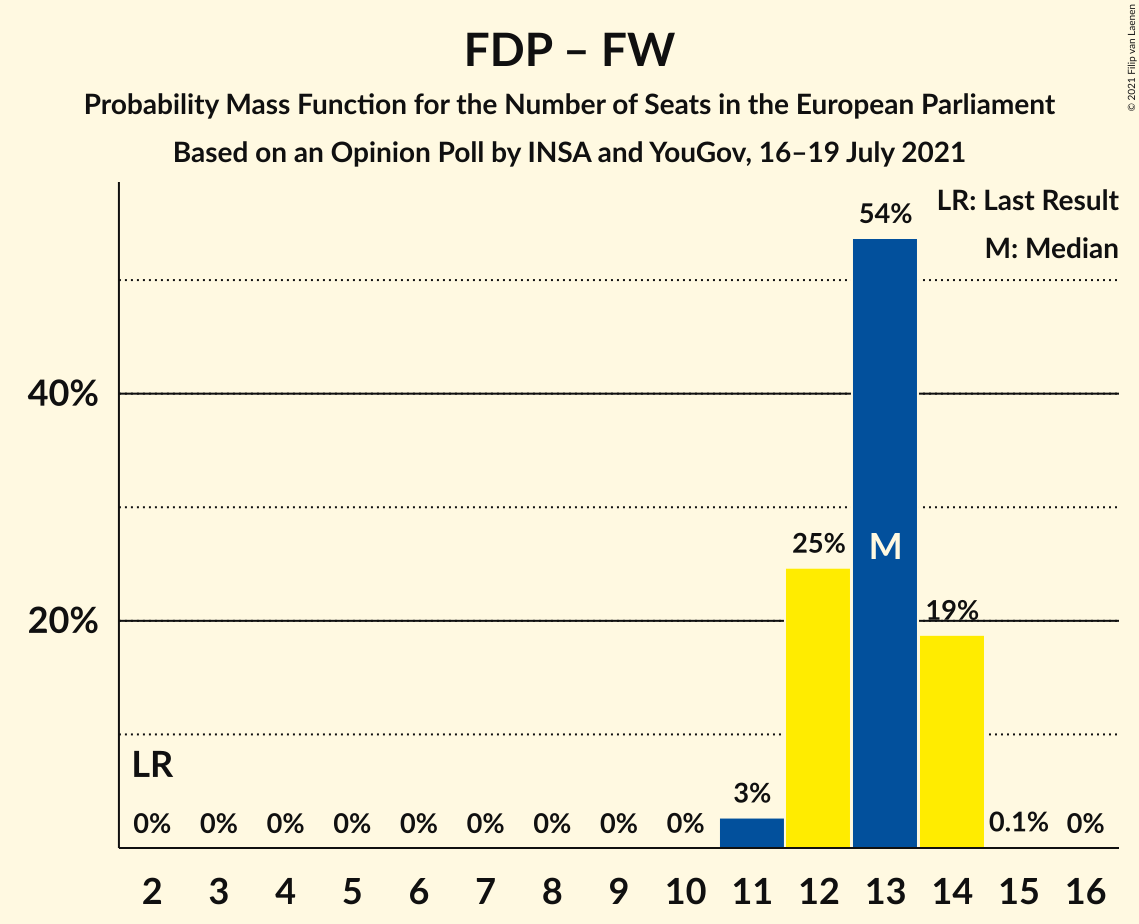 FDP – FW
Probability Mass Function for the Number of Seats in the European Parliament
Based on an Opinion Poll by INSA and YouGov, 16–19 July 2021
© 2021 Filip van Laenen
LR: Last Result
M: Median
54%
40%
25%
M
20%
19%
LR
3%
0% 0% 0% 0% 0% 0% 0% 0% 0% 0.1% 0%
2 3 4 5 6 7 8 9 10 11 12 13 14 15 16